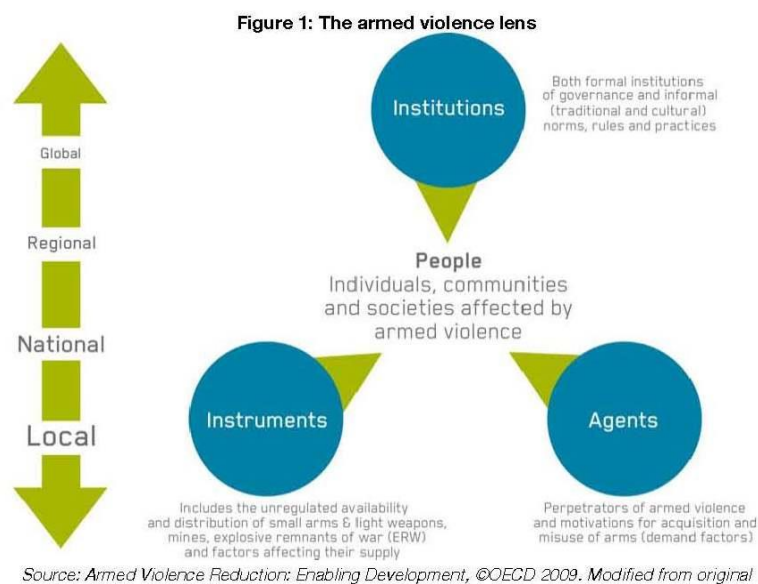 Figure 1: The armed violence lens
Institutions
Both formal institutions
of governance and informal
(traditional and cultural)
norms, rules and practices
Global
Regional
National
Local
People
Individuals, communities
and societies affected by
armed violence
Instruments
Includes the unregulated availability
and distribution of small arms & light weapons,
mines, explosive remnants of war (ERW)
and factors affecting their supply
Agents
Perpetrators of armed violence
and motivations for acquisition and
misuse of arms (demand factors)
Source: Armed Violence Reduction: Enabling Development, ©OECD 2009. Modified from original